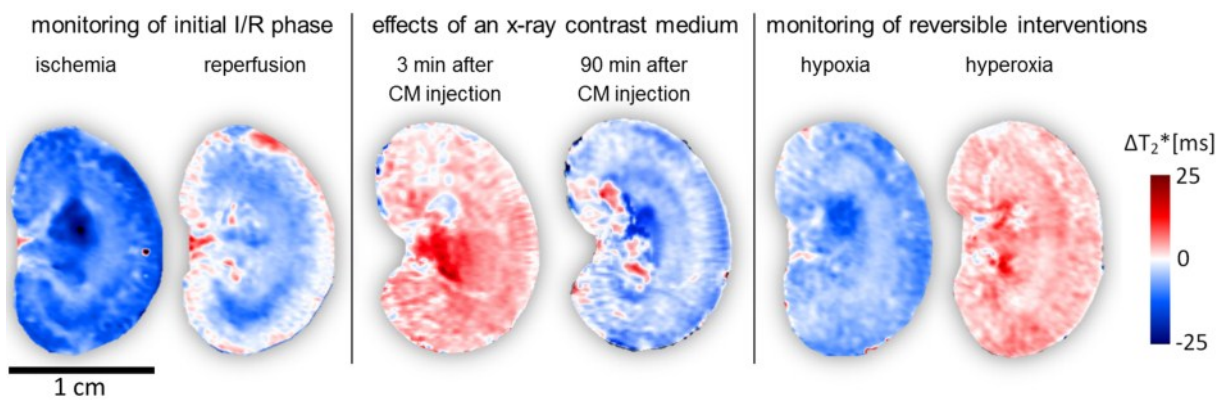 monitoring of initial I/R phase
ischemia
reperfusion
effects of an x-ray contrast medium
3 min after
CM injection
90 min after
CM injection
monitoring of reversible interventions
hypoxia
hyperoxia
ΔT₂*[ms]
25
0
-25
1 cm